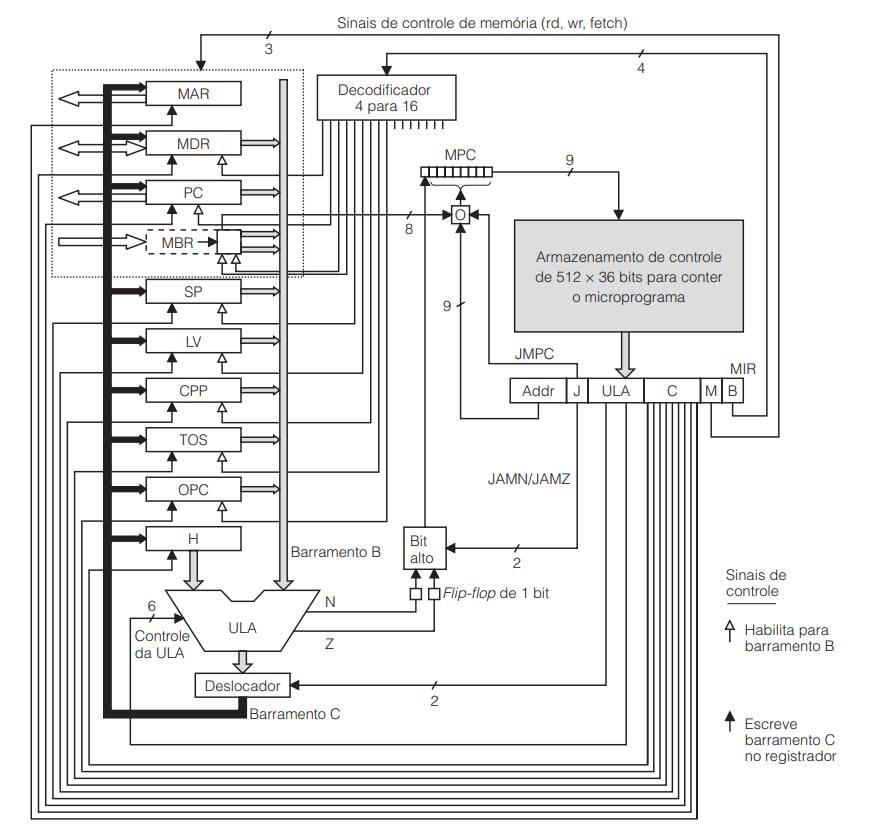 Sinais de controle de memória (rd, wr, fetch)
3
4
MAR
Decodificador
4 para 16
MDR
MPC
9
PC
O
8
MBR
Armazenamento de controle
de 512 × 36 bits para conter
o microprograma
SP
9
LV
JMPC
MIR
CPP
Addr
J
ULA
C
M
B
TOS
JAMN/JAMZ
OPC
H
Bit
alto
2
Barramento B
Sinais de
controle
Flip-flop de 1 bit
N
6
Controle
da ULA
ULA
Z
Habilita para
barramento B
Deslocador
2
Barramento C
Escreve
barramento C
no registrador